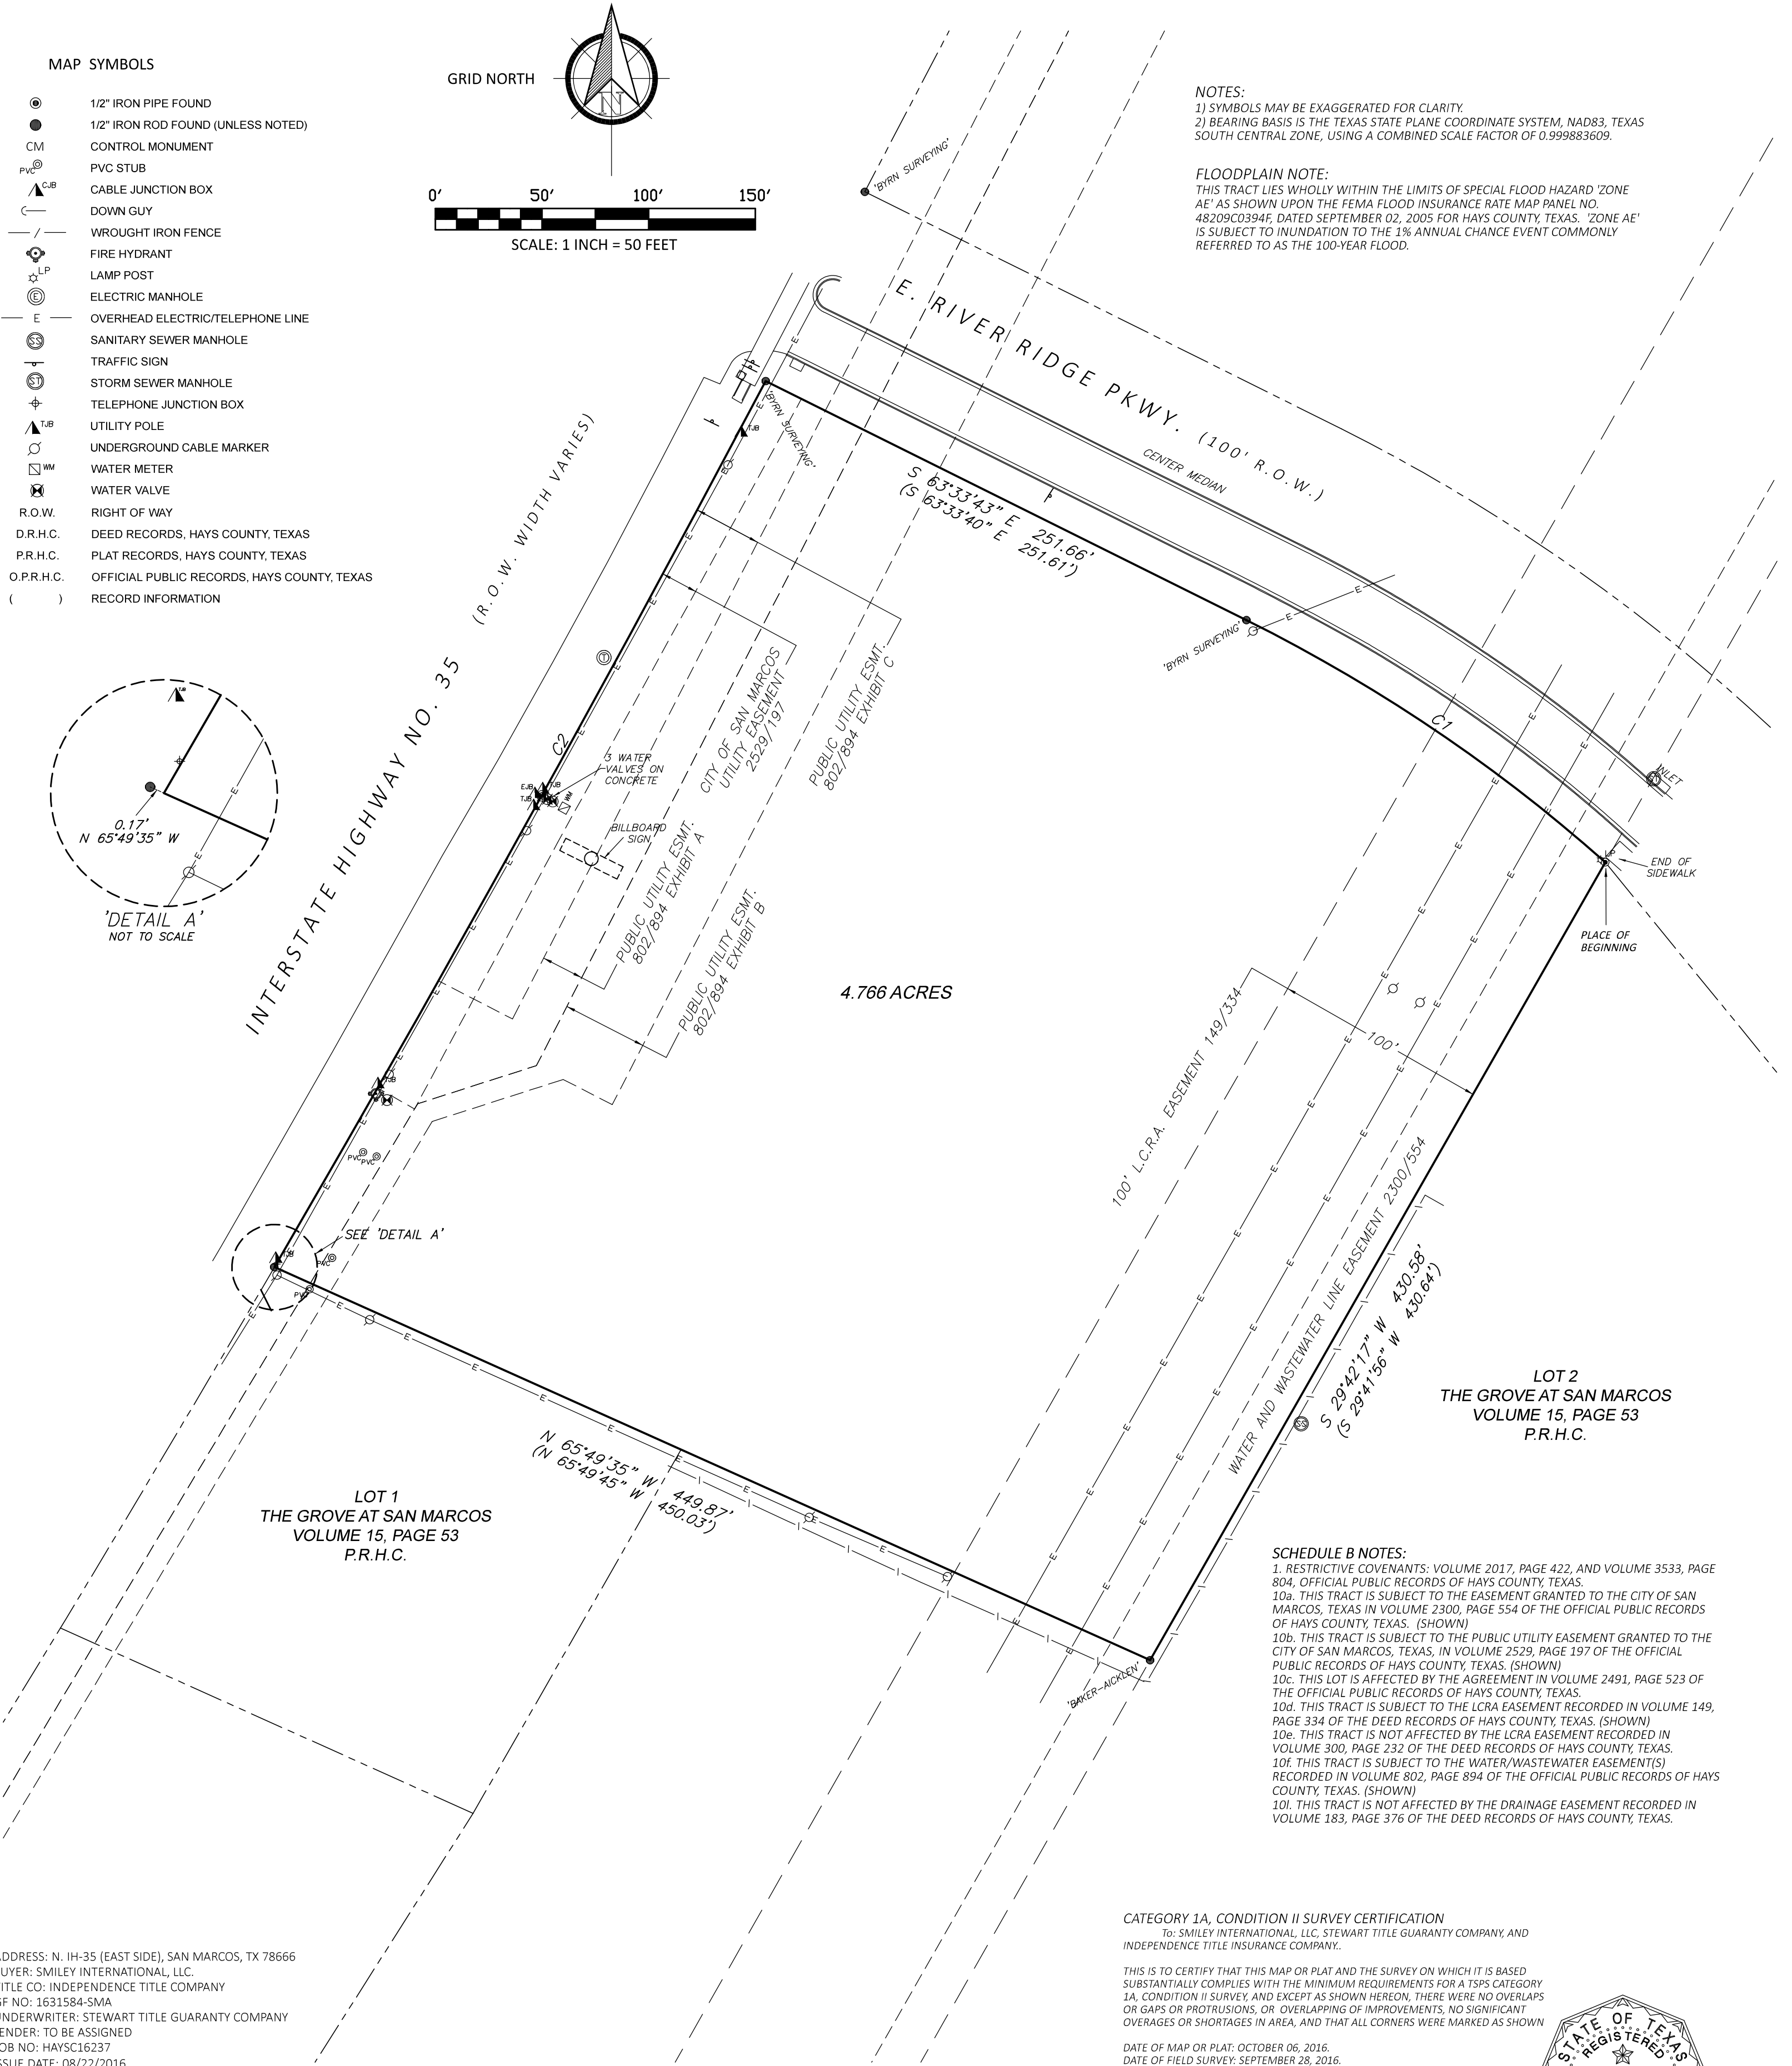 MAP SYMBOLS
1/2" IRON PIPE FOUND
1/2" IRON ROD FOUND (UNLESS NOTED)
CM CONTROL MONUMENT
PVC PVC STUB
CJB CABLE JUNCTION BOX
DOWN GUY
WROUGHT IRON FENCE
FIRE HYDRANT
LP LAMP POST
E ELECTRIC MANHOLE
E OVERHEAD ELECTRIC/TELEPHONE LINE
SS SANITARY SEWER MANHOLE
TRAFFIC SIGN
ST STORM SEWER MANHOLE
TELEPHONE JUNCTION BOX
TJB UTILITY POLE
UNDERGROUND CABLE MARKER
WM WATER METER
WATER VALVE
R.O.W. RIGHT OF WAY
D.R.H.C. DEED RECORDS, HAYS COUNTY, TEXAS
P.R.H.C. PLAT RECORDS, HAYS COUNTY, TEXAS
O.P.R.H.C. OFFICIAL PUBLIC RECORDS, HAYS COUNTY, TEXAS
( ) RECORD INFORMATION
GRID NORTH
N
0' 50' 100' 150'
SCALE: 1 INCH = 50 FEET
NOTES:
1) SYMBOLS MAY BE EXAGGERATED FOR CLARITY.
2) BEARING BASIS IS THE TEXAS STATE PLANE COORDINATE SYSTEM, NAD83, TEXAS
SOUTH CENTRAL ZONE, USING A COMBINED SCALE FACTOR OF 0.999883609.
FLOODPLAIN NOTE:
THIS TRACT LIES WHOLLY WITHIN THE LIMITS OF SPECIAL FLOOD HAZARD 'ZONE
AE' AS SHOWN UPON THE FEMA FLOOD INSURANCE RATE MAP PANEL NO.
48209C0394F, DATED SEPTEMBER 02, 2005 FOR HAYS COUNTY, TEXAS. 'ZONE AE'
IS SUBJECT TO INUNDATION TO THE 1% ANNUAL CHANCE EVENT COMMONLY
REFERRED TO AS THE 100-YEAR FLOOD.
'BYRN SURVEYING'
E. RIVER RIDGE PKWY. (100' R.O.W.)
CENTER MEDIAN
'BYRN SURVEYING'
TJB
S 63°33'43" E 251.66'
(S 63°33'40" E 251.61')
'BYRN SURVEYING'
C1
INLET
LP
END OF
SIDEWALK
PLACE OF
BEGINNING
INTERSTATE HIGHWAY NO. 35 (R.O.W. WIDTH VARIES)
C2
3 WATER
VALVES ON
CONCRETE
EJB
TJB
TJB
WM
BILLBOARD
SIGN
CITY OF SAN MARCOS
UTILITY EASEMENT
2529/197
PUBLIC UTILITY ESMT.
802/894 EXHIBIT C
PUBLIC UTILITY ESMT.
802/894 EXHIBIT A
PUBLIC UTILITY ESMT.
802/894 EXHIBIT B
4.766 ACRES
TJB
0.17'
N 65°49'35" W
'DETAIL A'
NOT TO SCALE
TJB
PVC
PVC
SEE 'DETAIL A'
TJB
PVC
PVC
100'
100' L.C.R.A. EASEMENT 149/334
WATER AND WASTEWATER LINE EASEMENT 2300/554
S 29°42'17" W 430.58'
(S 29°41'56" W 430.64')
SS
N 65°49'35" W 449.87'
(N 65°49'45" W 450.03')
'BAKER-AICKLEN'
LOT 2
THE GROVE AT SAN MARCOS
VOLUME 15, PAGE 53
P.R.H.C.
LOT 1
THE GROVE AT SAN MARCOS
VOLUME 15, PAGE 53
P.R.H.C.
SCHEDULE B NOTES:
1. RESTRICTIVE COVENANTS: VOLUME 2017, PAGE 422, AND VOLUME 3533, PAGE
804, OFFICIAL PUBLIC RECORDS OF HAYS COUNTY, TEXAS.
10a. THIS TRACT IS SUBJECT TO THE EASEMENT GRANTED TO THE CITY OF SAN
MARCOS, TEXAS IN VOLUME 2300, PAGE 554 OF THE OFFICIAL PUBLIC RECORDS
OF HAYS COUNTY, TEXAS. (SHOWN)
10b. THIS TRACT IS SUBJECT TO THE PUBLIC UTILITY EASEMENT GRANTED TO THE
CITY OF SAN MARCOS, TEXAS, IN VOLUME 2529, PAGE 197 OF THE OFFICIAL
PUBLIC RECORDS OF HAYS COUNTY, TEXAS. (SHOWN)
10c. THIS LOT IS AFFECTED BY THE AGREEMENT IN VOLUME 2491, PAGE 523 OF
THE OFFICIAL PUBLIC RECORDS OF HAYS COUNTY, TEXAS.
10d. THIS TRACT IS SUBJECT TO THE LCRA EASEMENT RECORDED IN VOLUME 149,
PAGE 334 OF THE DEED RECORDS OF HAYS COUNTY, TEXAS. (SHOWN)
10e. THIS TRACT IS NOT AFFECTED BY THE LCRA EASEMENT RECORDED IN
VOLUME 300, PAGE 232 OF THE DEED RECORDS OF HAYS COUNTY, TEXAS.
10f. THIS TRACT IS SUBJECT TO THE WATER/WASTEWATER EASEMENT(S)
RECORDED IN VOLUME 802, PAGE 894 OF THE OFFICIAL PUBLIC RECORDS OF HAYS
COUNTY, TEXAS. (SHOWN)
10l. THIS TRACT IS NOT AFFECTED BY THE DRAINAGE EASEMENT RECORDED IN
VOLUME 183, PAGE 376 OF THE DEED RECORDS OF HAYS COUNTY, TEXAS.
DDRESS: N. IH-35 (EAST SIDE), SAN MARCOS, TX 78666
UYER: SMILEY INTERNATIONAL, LLC.
ITLE CO: INDEPENDENCE TITLE COMPANY
GF NO: 1631584-SMA
UNDERWRITER: STEWART TITLE GUARANTY COMPANY
ENDER: TO BE ASSIGNED
OB NO: HAYSC16237
SSUE DATE: 08/22/2016
CATEGORY 1A, CONDITION II SURVEY CERTIFICATION
To: SMILEY INTERNATIONAL, LLC, STEWART TITLE GUARANTY COMPANY, AND
INDEPENDENCE TITLE INSURANCE COMPANY..
THIS IS TO CERTIFY THAT THIS MAP OR PLAT AND THE SURVEY ON WHICH IT IS BASED
SUBSTANTIALLY COMPLIES WITH THE MINIMUM REQUIREMENTS FOR A TSPS CATEGORY
1A, CONDITION II SURVEY, AND EXCEPT AS SHOWN HEREON, THERE WERE NO OVERLAPS
OR GAPS OR PROTRUSIONS, OR OVERLAPPING OF IMPROVEMENTS, NO SIGNIFICANT
OVERAGES OR SHORTAGES IN AREA, AND THAT ALL CORNERS WERE MARKED AS SHOWN
DATE OF MAP OR PLAT: OCTOBER 06, 2016.
DATE OF FIELD SURVEY: SEPTEMBER 28, 2016.
STATE OF TEXAS
REGISTERED